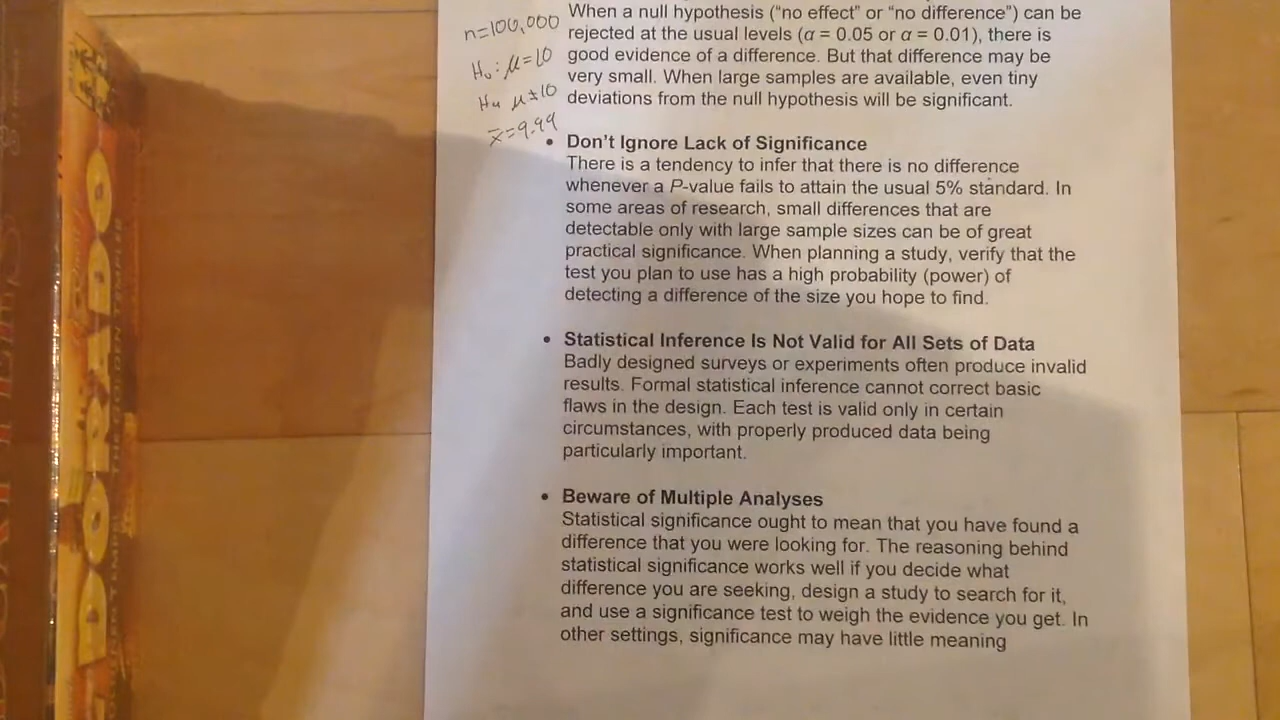 n=100,000
H₀: μ=10
Hₐ μ≠10
x̄=9.99
When a null hypothesis (“no effect” or “no difference”) can be
rejected at the usual levels (α = 0.05 or α = 0.01), there is
good evidence of a difference. But that difference may be
very small. When large samples are available, even tiny
deviations from the null hypothesis will be significant.
• Don’t Ignore Lack of Significance
There is a tendency to infer that there is no difference
whenever a P-value fails to attain the usual 5% standard. In
some areas of research, small differences that are
detectable only with large sample sizes can be of great
practical significance. When planning a study, verify that the
test you plan to use has a high probability (power) of
detecting a difference of the size you hope to find.
• Statistical Inference Is Not Valid for All Sets of Data
Badly designed surveys or experiments often produce invalid
results. Formal statistical inference cannot correct basic
flaws in the design. Each test is valid only in certain
circumstances, with properly produced data being
particularly important.
• Beware of Multiple Analyses
Statistical significance ought to mean that you have found a
difference that you were looking for. The reasoning behind
statistical significance works well if you decide what
difference you are seeking, design a study to search for it,
and use a significance test to weigh the evidence you get. In
other settings, significance may have little meaning